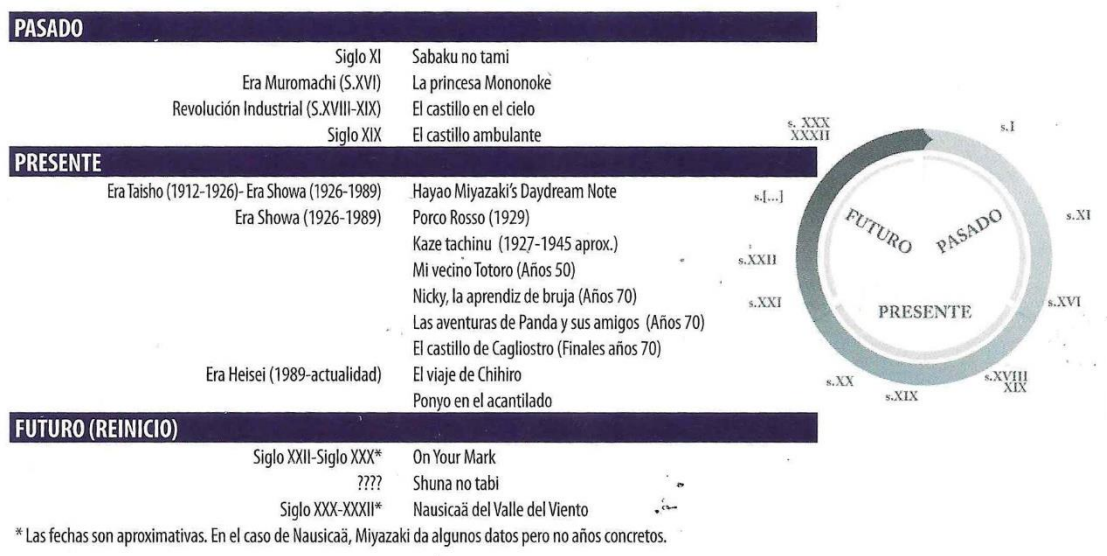 PASADO
Siglo XI Sabaku no tami
Era Muromachi (S.XVI) La princesa Mononoke
Revolución Industrial (S.XVIII-XIX) El castillo en el cielo
Siglo XIX El castillo ambulante
PRESENTE
Era Taisho (1912-1926)- Era Showa (1926-1989) Hayao Miyazaki's Daydream Note
Era Showa (1926-1989) Porco Rosso (1929)
Kaze tachinu (1927-1945 aprox.)
Mi vecino Totoro (Años 50)
Nicky, la aprendiz de bruja (Años 70)
Las aventuras de Panda y sus amigos (Años 70)
El castillo de Cagliostro (Finales años 70)
Era Heisei (1989-actualidad) El viaje de Chihiro
Ponyo en el acantilado
FUTURO (REINICIO)
Siglo XXII-Siglo XXX* On Your Mark
???? Shuna no tabi
Siglo XXX-XXXII* Nausicaä del Valle del Viento
* Las fechas son aproximativas. En el caso de Nausicaä, Miyazaki da algunos datos pero no años concretos.
s. XXX
XXXII
s.I
s.[...]
s.XI
s.XXII
s.XXI
s.XVI
s.XX
s.XIX
s.XVIII
XIX
FUTURO
PASADO
PRESENTE